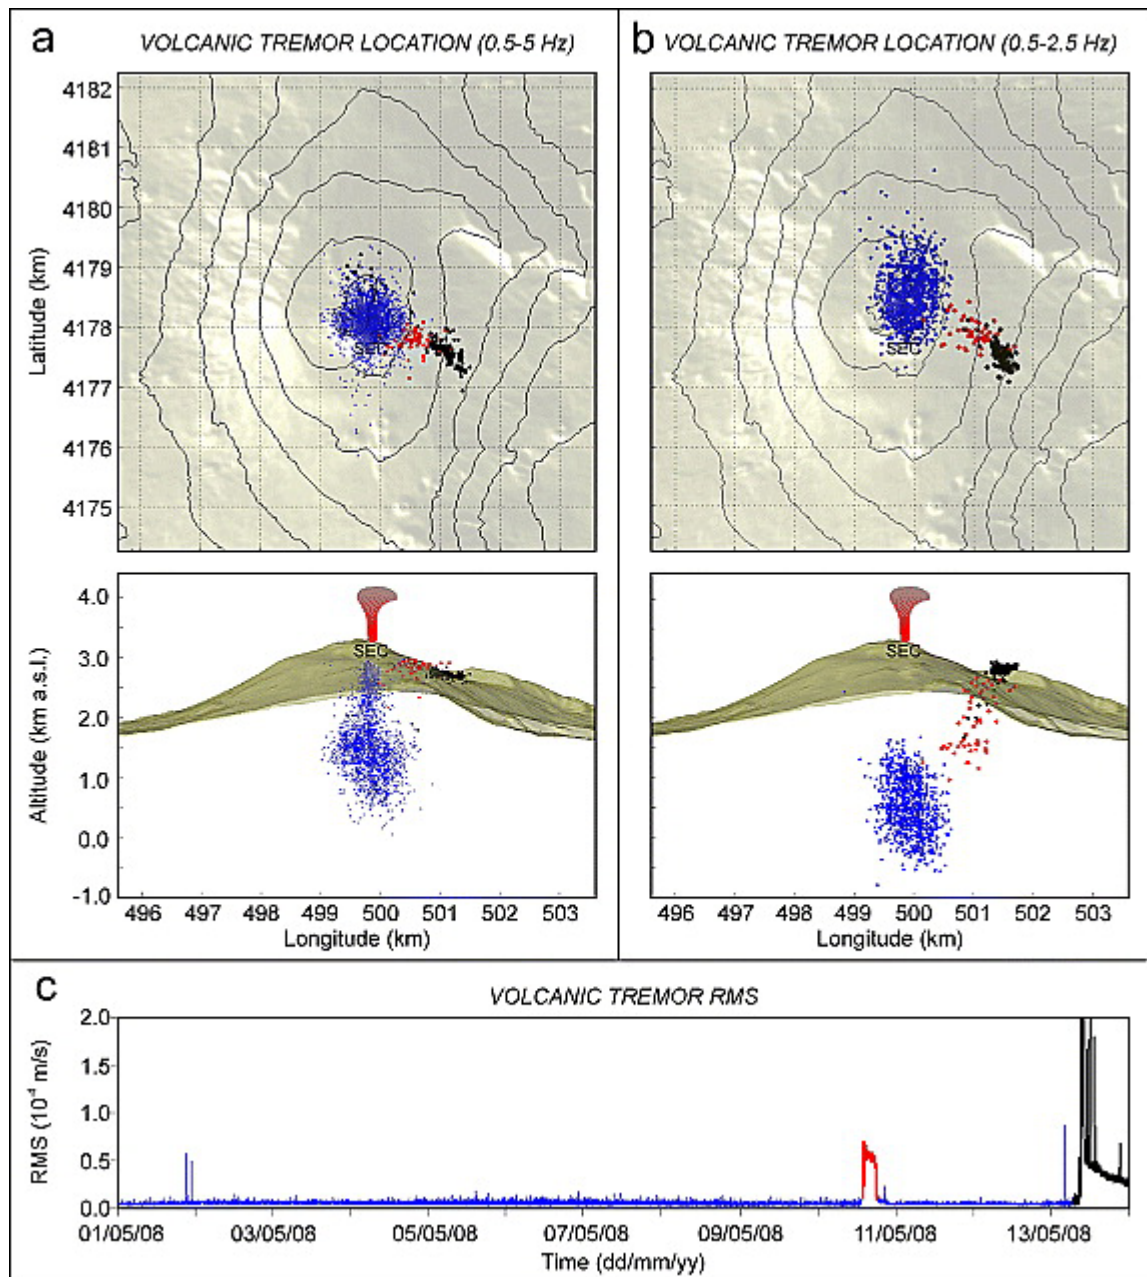 a
VOLCANIC TREMOR LOCATION (0.5-5 Hz)
4182
4181
4180
4179
4178
4177
4176
4175
Latitude (km)
SEC
4.0
3.0
2.0
1.0
0.0
-1.0
Altitude (km a.s.l.)
SEC
496 497 498 499 500 501 502 503
Longitude (km)
b
VOLCANIC TREMOR LOCATION (0.5-2.5 Hz)
SEC
SEC
496 497 498 499 500 501 502 503
Longitude (km)
c
VOLCANIC TREMOR RMS
2.0
1.5
1.0
0.5
0.0
RMS (10⁻⁴ m/s)
01/05/08 03/05/08 05/05/08 07/05/08 09/05/08 11/05/08 13/05/08
Time (dd/mm/yy)